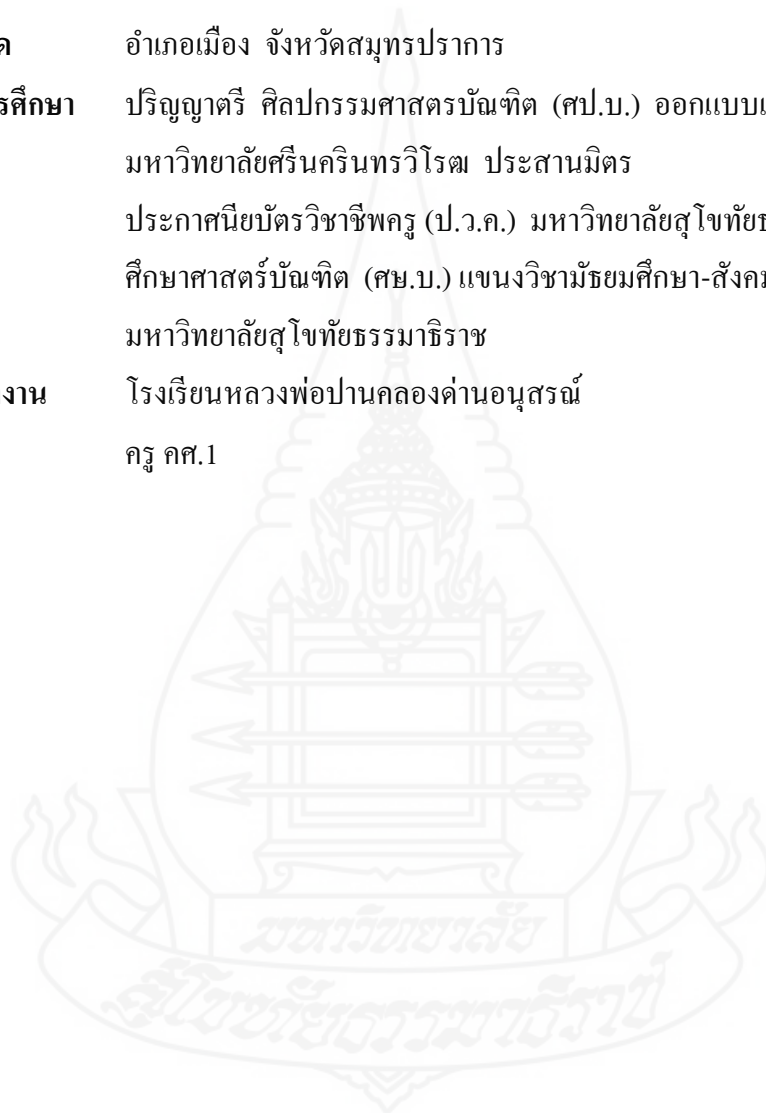 อำเภอเมือง จังหวัดสมุทรปราการ
ปริญญาตรี ศิลปกรรมศาสตรบัณฑิต (ศป.บ.)
มหาวิทยาลัยศรีนครินทรวิโรฒ ประสานมิตร
ประกาศนียบัตรวิชาชีพครู (ป.ว.ค.)
ศึกษาศาสตร์บัณฑิต (ศษ.บ.) แขนงวิชามัธยมศึกษา-สังคม
มหาวิทยาลัยสุโขทัยธรรมาธิราช
งาน โรงเรียนหลวงพ่อปานคลองด่านอนุสรณ์
ครู คศ.1
มหาวิทยาลัย
สุโขทัยธรรมาธิราช